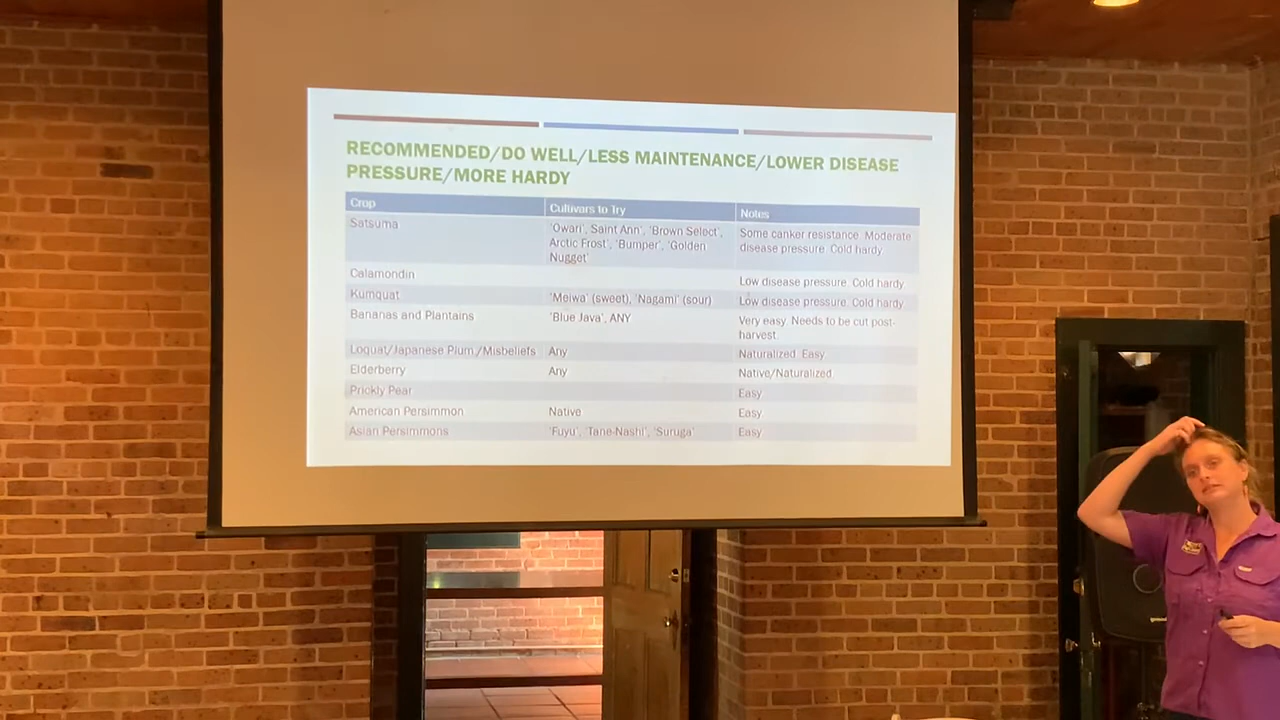 RECOMMENDED/DO WELL/LESS MAINTENANCE/LOWER DISEASE
PRESSURE/MORE HARDY
Crop Cultivars to Try Notes
Satsuma 'Owari', Saint Ann', 'Brown Select', Some canker resistance. Moderate
Arctic Frost', 'Bumper', 'Golden disease pressure. Cold hardy
Nugget'
Calamondin Low disease pressure. Cold hardy.
Kumquat 'Meiwa' (sweet), 'Nagami' (sour) Low disease pressure. Cold hardy.
Bananas and Plantains 'Blue Java', ANY Very easy. Needs to be cut post-
harvest.
Loquat/Japanese Plum./Misbeliefs Any Naturalized. Easy.
Elderberry Any Native/Naturalized.
Prickly Pear Easy
American Persimmon Native Easy.
Asian Persimmons 'Fuyu', 'Tane-Nashi', 'Suruga' Easy